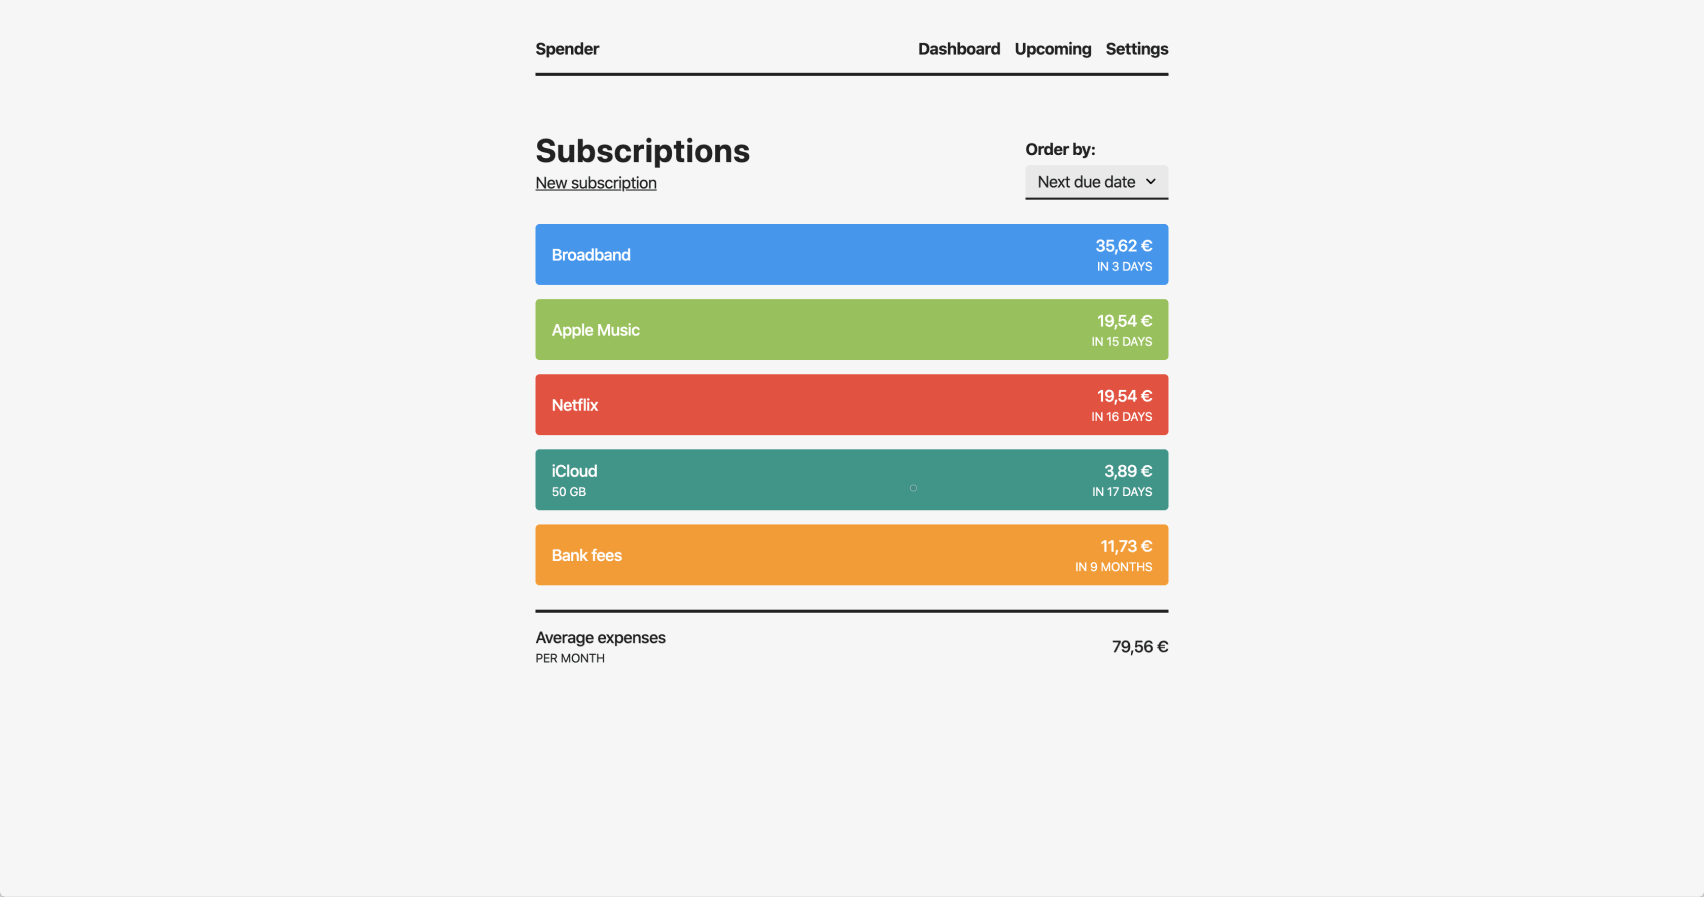 Spender
Dashboard Upcoming Settings
Subscriptions
New subscription
Order by:
Next due date
Broadband
35,62 €
IN 3 DAYS
Apple Music
19,54 €
IN 15 DAYS
Netflix
19,54 €
IN 16 DAYS
iCloud
50 GB
3,89 €
IN 17 DAYS
Bank fees
11,73 €
IN 9 MONTHS
Average expenses
PER MONTH
79,56 €